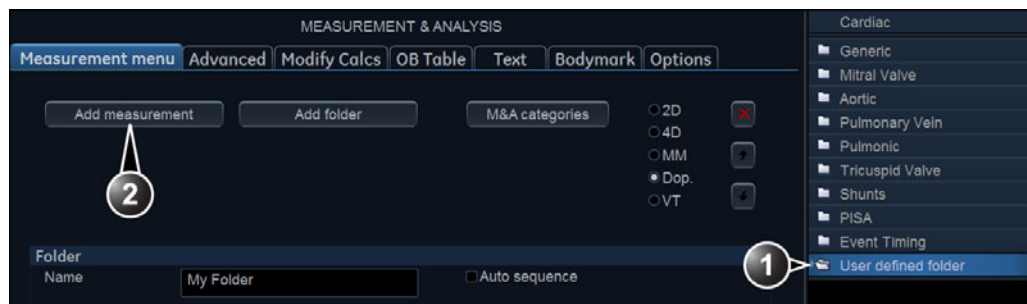 MEASUREMENT & ANALYSIS
Measurement menu Advanced Modify Calcs OB Table Text Bodymark Options
Add measurement Add folder M&A categories
2D
4D
MM
Dop.
VT
2
Folder
Name My Folder Auto sequence
Cardiac
Generic
Mitral Valve
Aortic
Pulmonary Vein
Pulmonic
Tricuspid Valve
Shunts
PISA
Event Timing
1 User defined folder